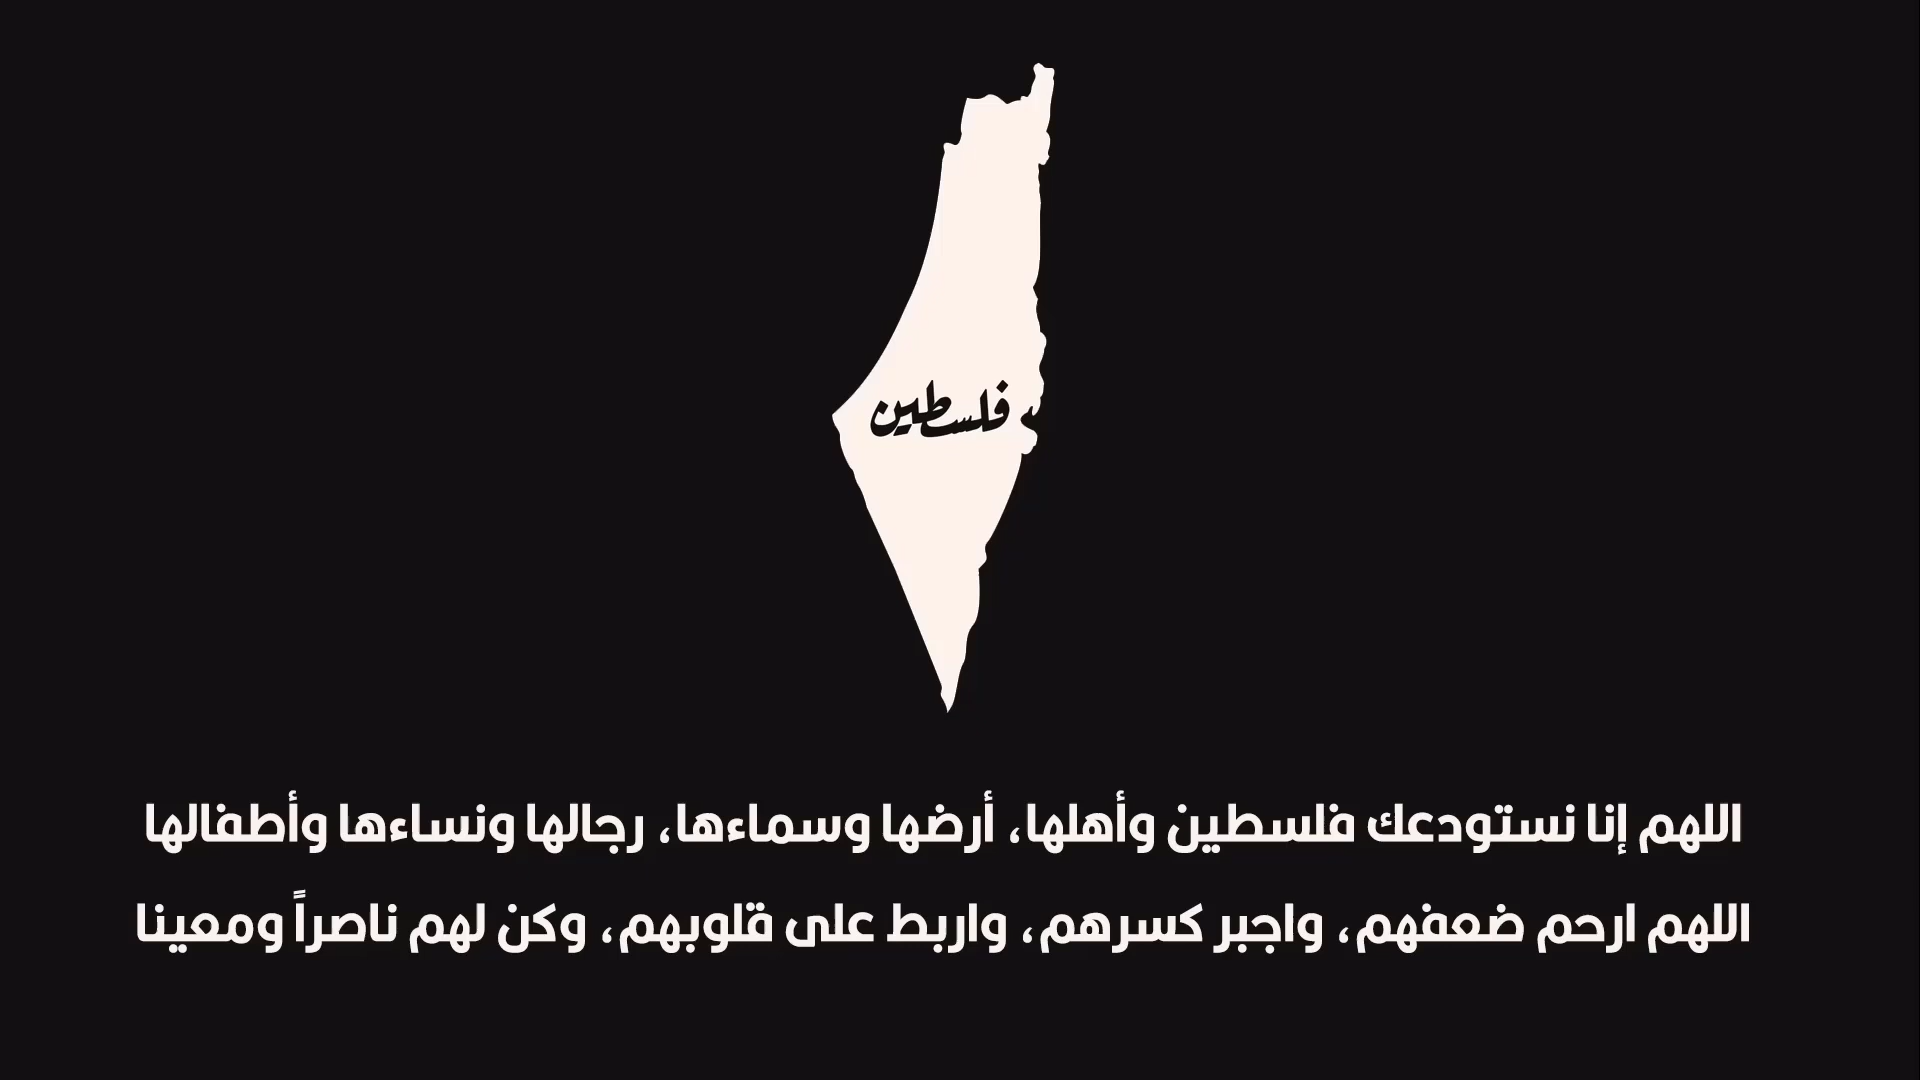 فلسطين
اللهم إنا نستودعك فلسطين وأهلها، أرضها وسماءها، رجالها ونساءها وأطفالها
اللهم ارحم ضعفهم، واجبر كسرهم، واربط على قلوبهم، وكن لهم ناصراً ومعينا